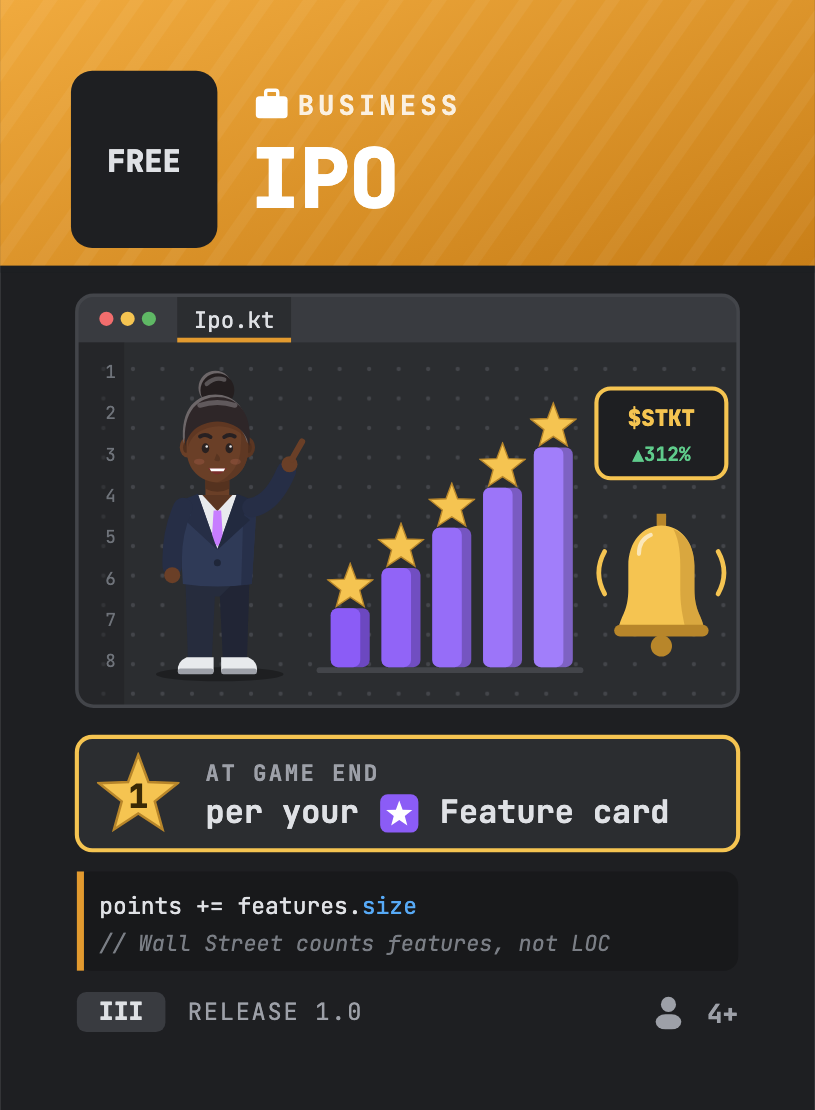 FREE
BUSINESS
IPO
Ipo.kt
1
2
3
4
5
6
7
8
$STKT
▲312%
1
AT GAME END
per your ★ Feature card
points += features.size
// Wall Street counts features, not LOC
III
RELEASE 1.0
4+